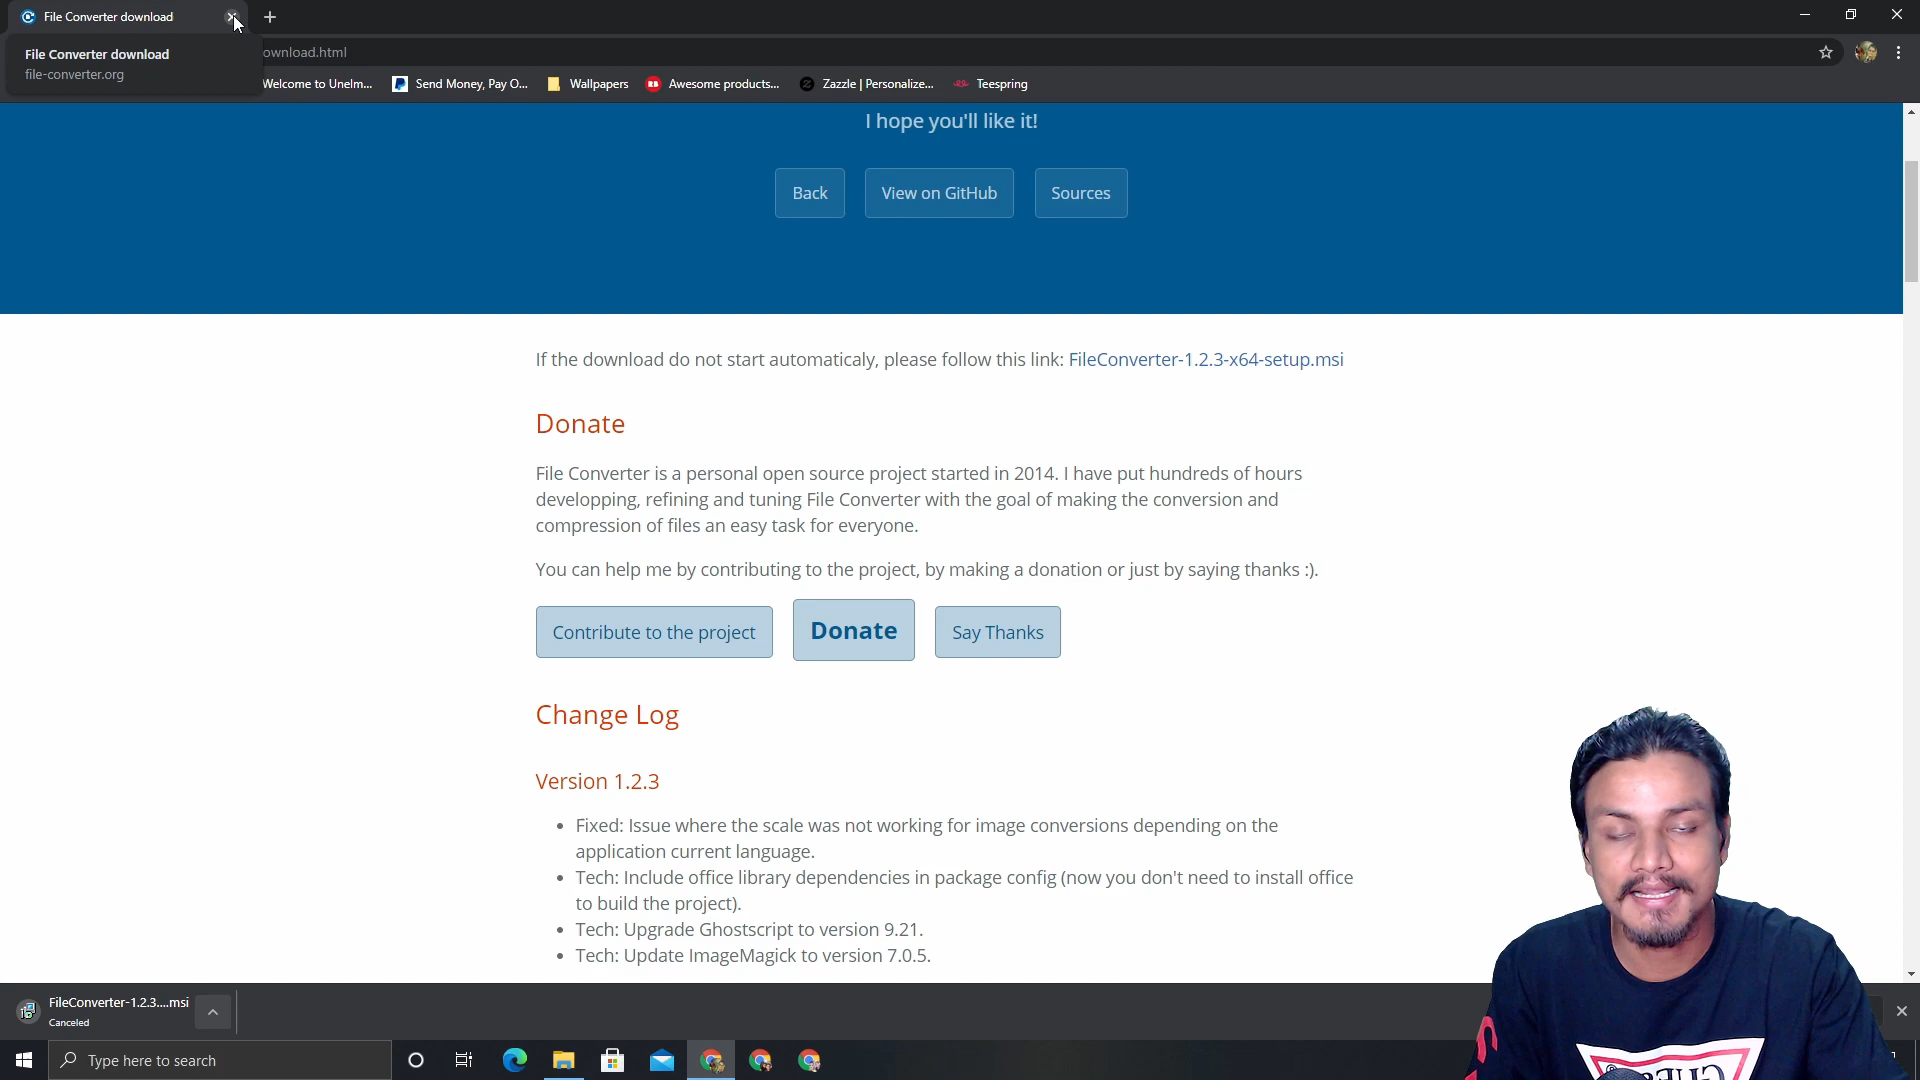 File Converter download
File Converter download
file-converter.org
ownload.html
Welcome to Unelm...
Send Money, Pay O...
Wallpapers
Awesome products...
Zazzle | Personalize...
Teespring
I hope you'll like it!
Back
View on GitHub
Sources
If the download do not start automaticaly, please follow this link: FileConverter-1.2.3-x64-setup.msi
Donate
File Converter is a personal open source project started in 2014. I have put hundreds of hours
developping, refining and tuning File Converter with the goal of making the conversion and
compression of files an easy task for everyone.
You can help me by contributing to the project, by making a donation or just by saying thanks :).
Contribute to the project
Donate
Say Thanks
Change Log
Version 1.2.3
• Fixed: Issue where the scale was not working for image conversions depending on the
application current language.
• Tech: Include office library dependencies in package config (now you don't need to install office
to build the project).
• Tech: Upgrade Ghostscript to version 9.21.
• Tech: Update ImageMagick to version 7.0.5.
FileConverter-1.2.3....msi
Canceled
Type here to search